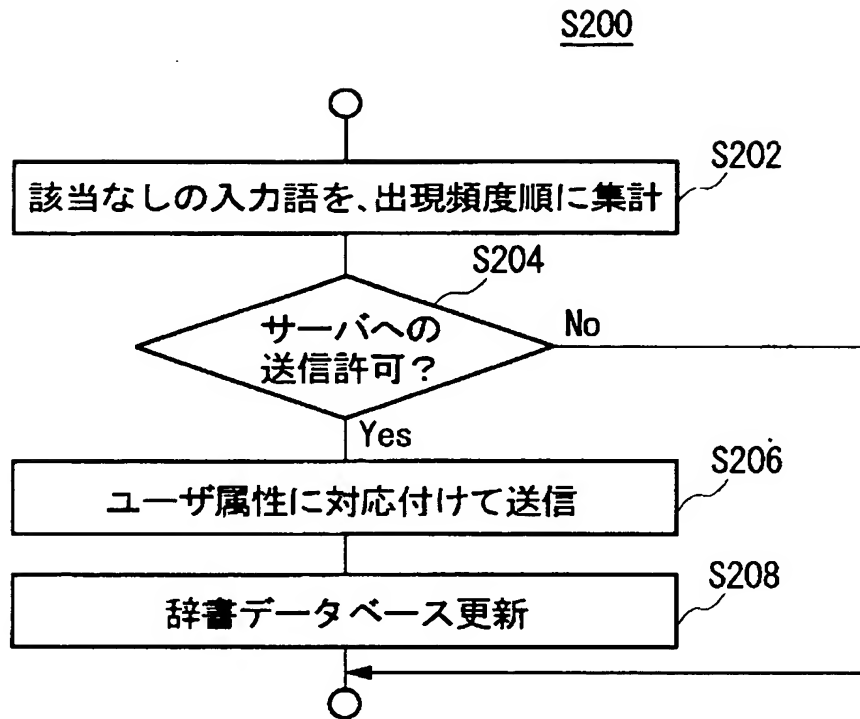 S200
S202
該当なしの入力語を、出現頻度順に集計
S204
サーバへの
送信許可？
No
Yes
S206
ユーザ属性に対応付けて送信
S208
辞書データベース更新